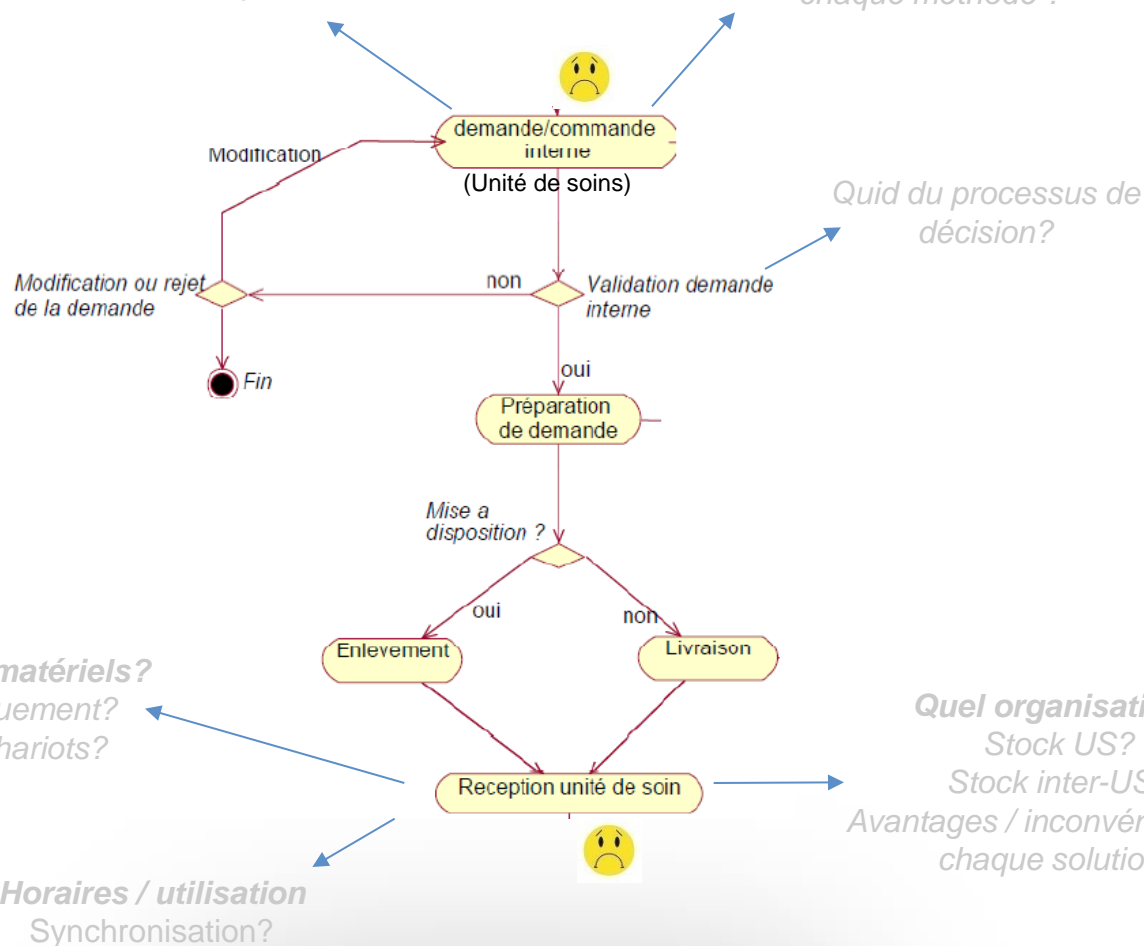 chaque méthode ?
demande/commande
interne
(Unité de soins)
Modification
Quid du processus de
décision?
Modification ou rejet
de la demande
non
Validation demande
interne
Fin
oui
Préparation
de demande
Mise a
disposition ?
oui
non
Enlevement
Livraison
matériels?
uement?
hariots?
Quel organisati
Stock US?
Stock inter-US
Avantages / inconvén
chaque solutio
Reception unité de soin
Horaires / utilisation
Synchronisation?